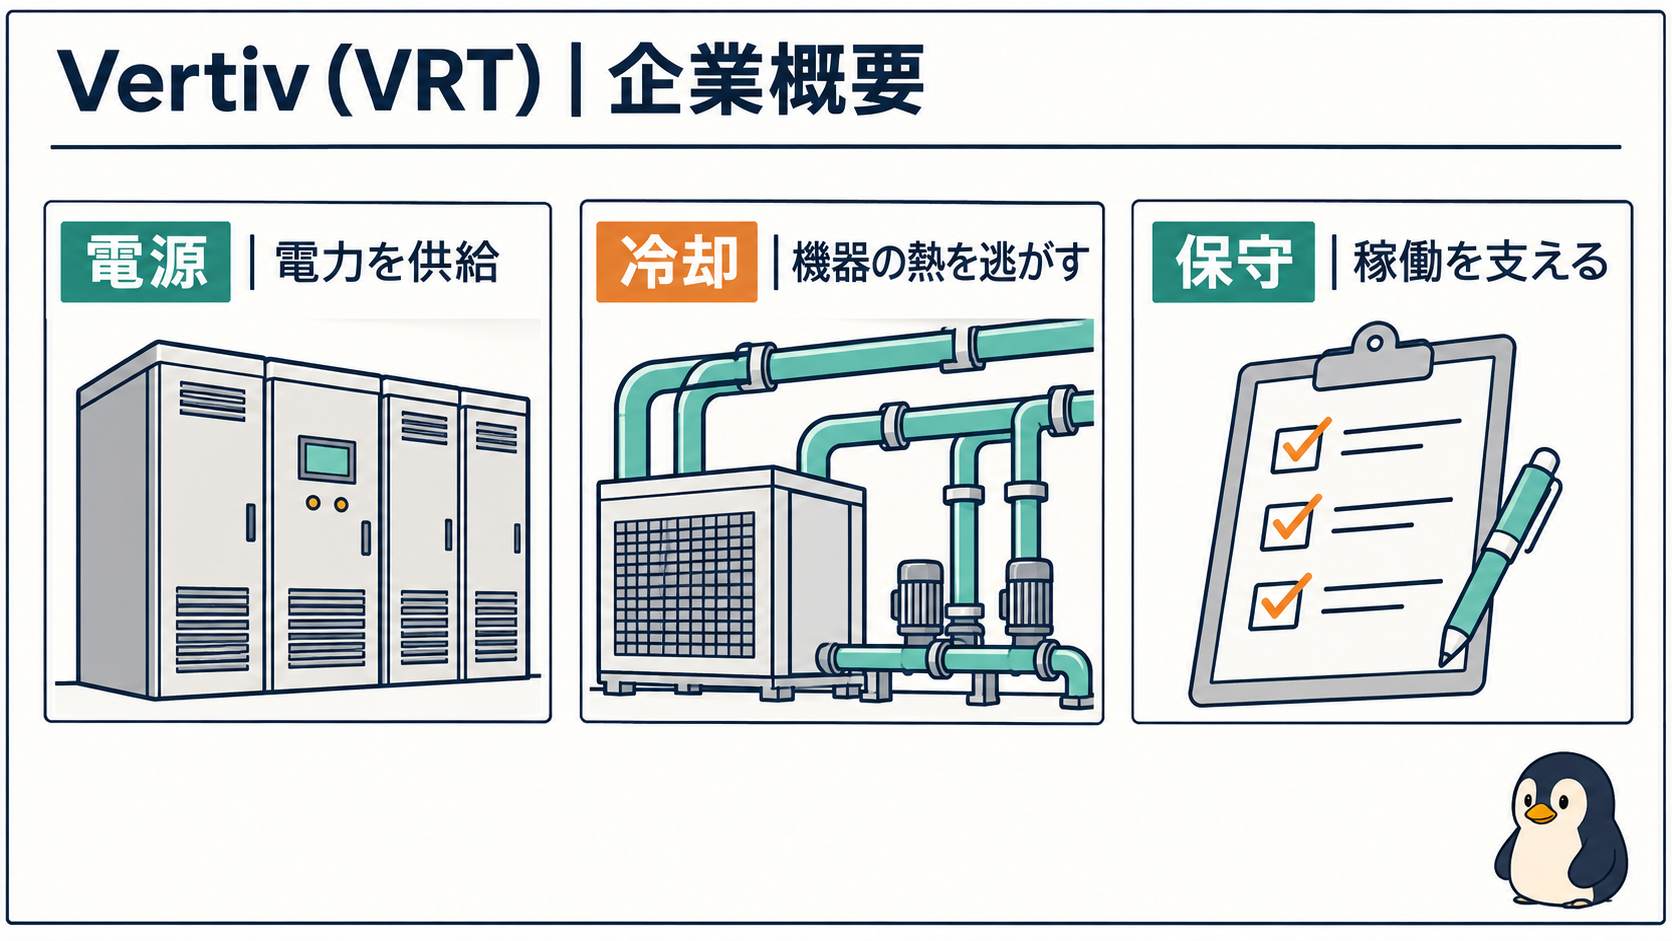 Vertiv (VRT) | 企業概要
電源 | 電力を供給
冷却 | 機器の熱を逃がす
保守 | 稼働を支える